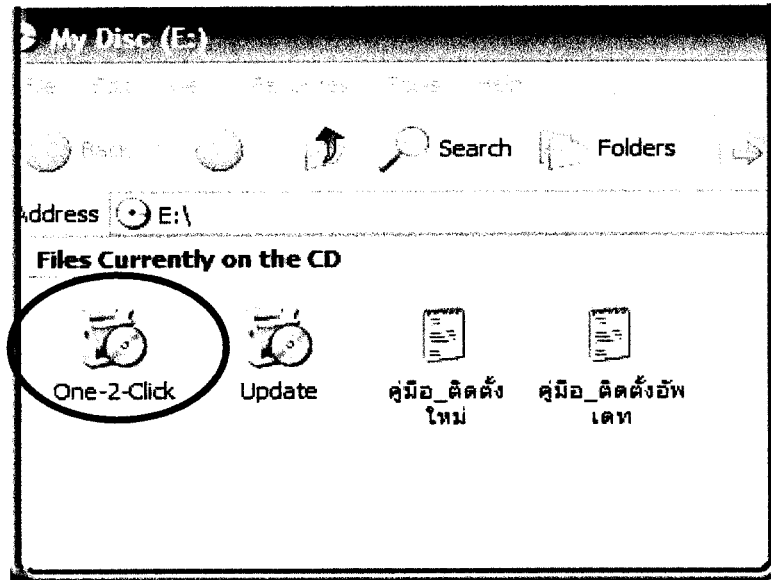 My Disc (E:)
Search Folders
Address E:\
Files Currently on the CD
One-2-Click Update คู่มือ_ติดตั้ง คู่มือ_ติดตั้งอัพ
ใหม่ เดท